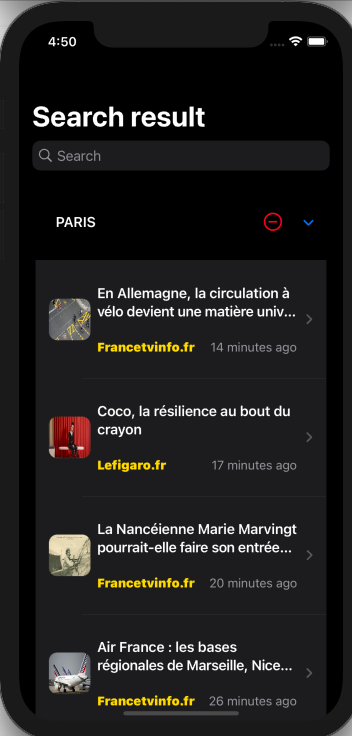 4:50
Search result
Search
PARIS
En Allemagne, la circulation à
vélo devient une matière univ...
Francetvinfo.fr 14 minutes ago
Coco, la résilience au bout du
crayon
Lefigaro.fr 17 minutes ago
La Nancéienne Marie Marvingt
pourrait-elle faire son entrée...
Francetvinfo.fr 20 minutes ago
Air France : les bases
régionales de Marseille, Nice...
Francetvinfo.fr 26 minutes ago